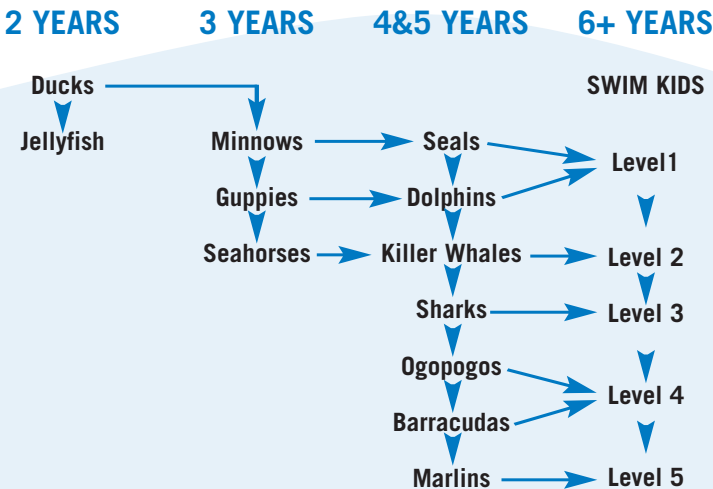 2 YEARS 3 YEARS 4&5 YEARS 6+ YEARS
Ducks SWIM KIDS
Jellyfish Minnows Seals
Level1
Guppies Dolphins
Seahorses Killer Whales Level 2
Sharks Level 3
Ogopogos
Level 4
Barracudas
Marlins Level 5